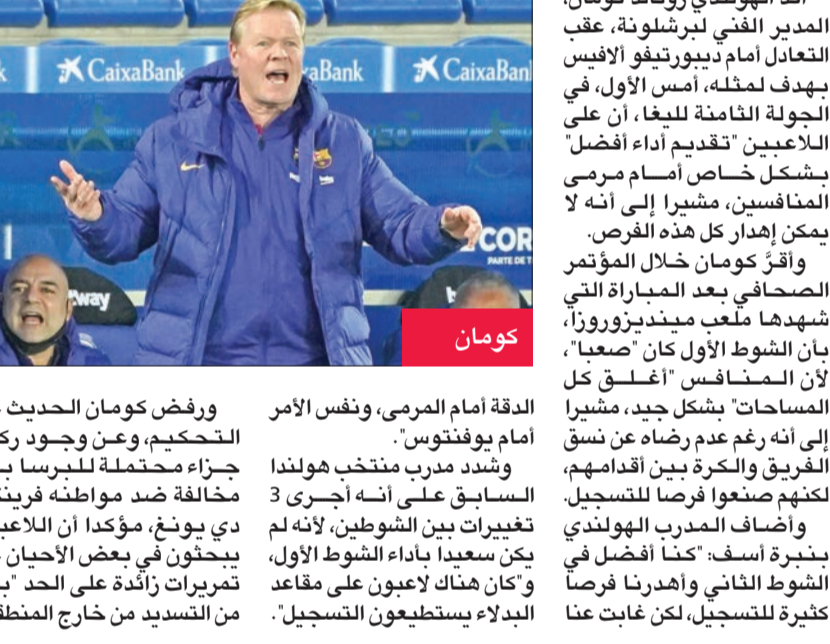 المدير الفني لبرشلونة، عقب
التعادل أمام ديبورتيفو ألافيس
بهدف لمثله، أمس الأول، في
الجولة الثامنة لليغا، أن على
اللاعبين "تقديم أداء أفضل"
بشكل خاص أمام مرمى
المنافسين، مشيرا إلى أنه لا
يمكن إهدار كل هذه الفرص.
وأقرَّ كومان خلال المؤتمر
الصحافي بعد المباراة التي
شهدها ملعب مينديزوروزا،
بأن الشوط الأول كان "صعبا"،
لأن المنافس "أغلق كل
المساحات" بشكل جيد، مشيرا
إلى أنه رغم عدم رضاه عن نسق
الفريق والكرة بين أقدامهم،
لكنهم صنعوا فرصا للتسجيل.
وأضاف المدرب الهولندي
بنبرة أسف: "كنا أفضل في
الشوط الثاني وأهدرنا فرصا
كثيرة للتسجيل، لكن غابت عنا
CaixaBank
Bank
CaixaBan
COR
PARTE DE T
way
كومان
الدقة أمام المرمى، ونفس الأمر
أمام يوفنتوس".
وشدد مدرب منتخب هولندا
السابق على أنه أجرى 3
تغييرات بين الشوطين، لأنه لم
يكن سعيدا بأداء الشوط الأول،
و"كان هناك لاعبون على مقاعد
البدلاء يستطيعون التسجيل".
ورفض كومان الحديث
التحكيم، وعن وجود
جزاء محتملة للبرسا
مخالفة ضد مواطنه
دي يونغ، مؤكدا أن
يبحثون في بعض الأحيان
تمريرات زائدة على الحد
من التسديد من خارج